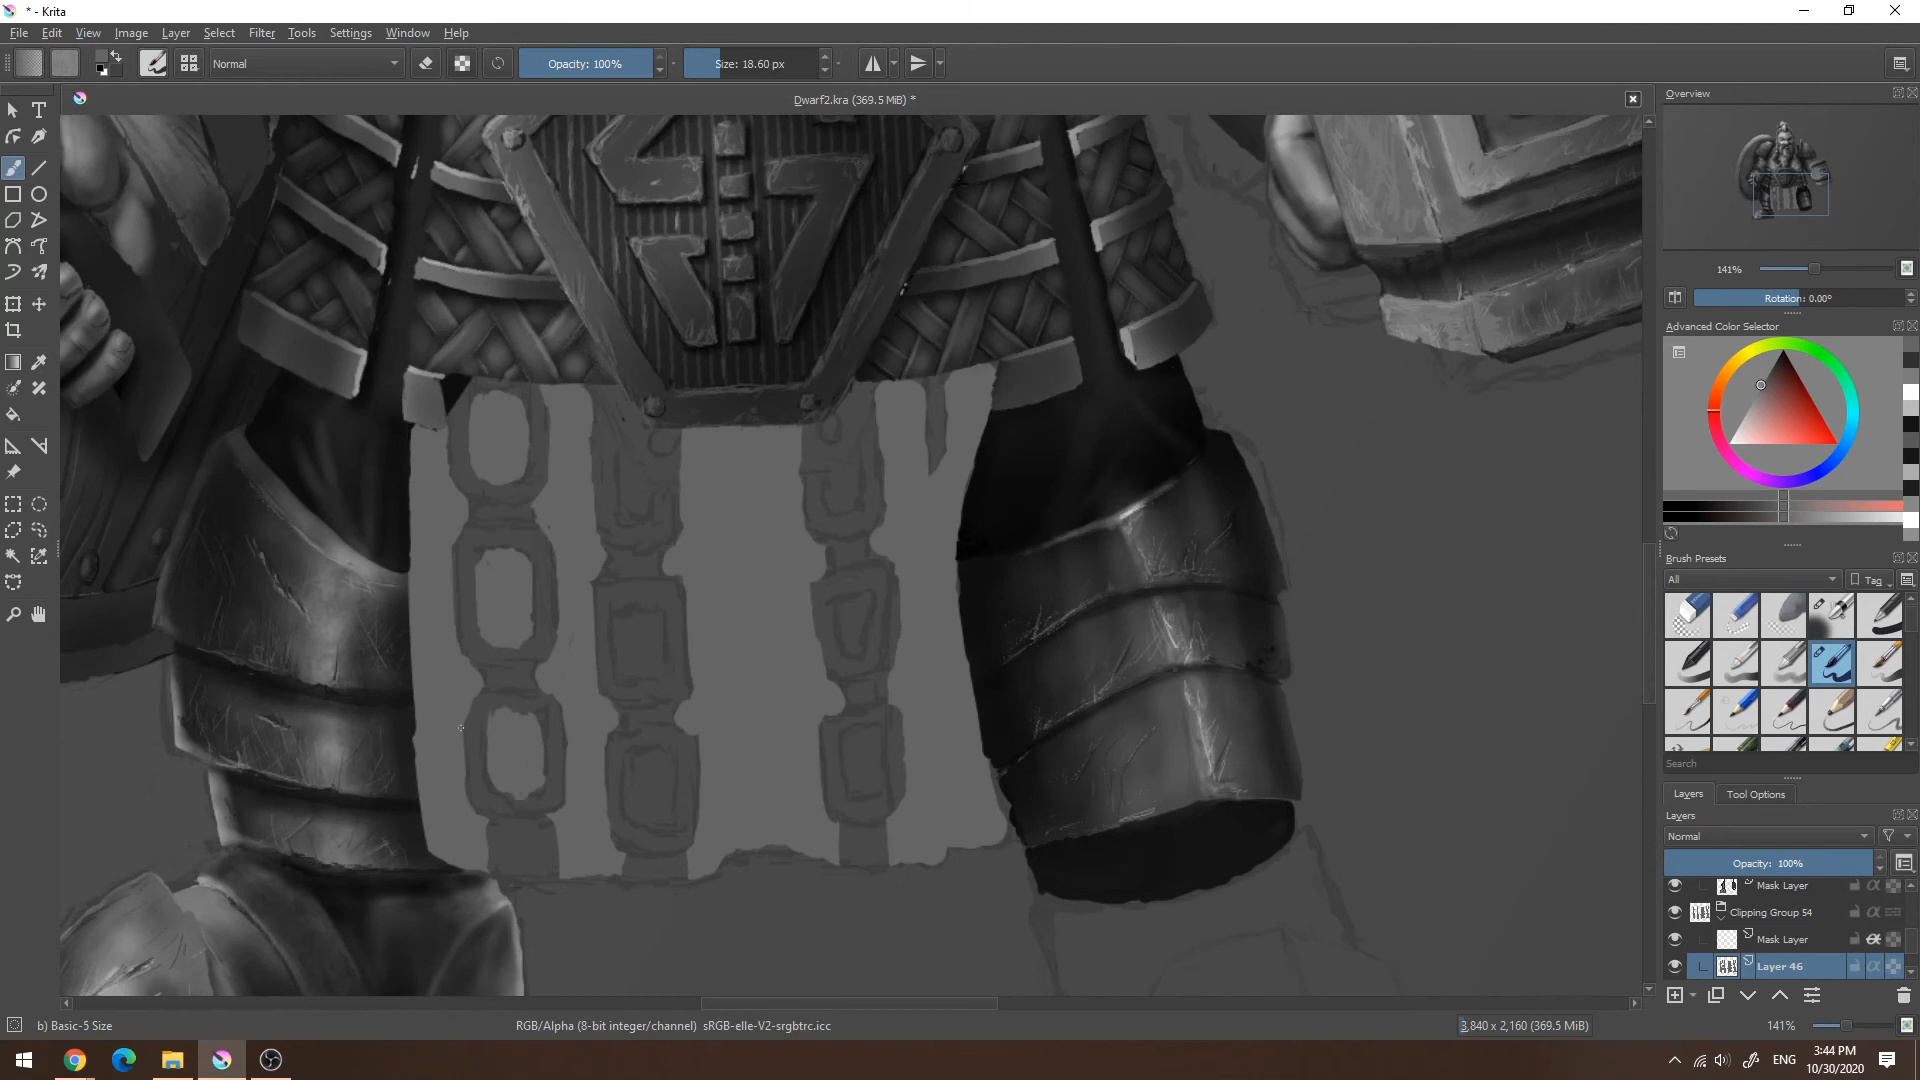 * - Krita
File Edit View Image Layer Select Filter Tools Settings Window Help
Normal Opacity: 100% Size: 18.60 px
Dwarf2.kra (369.5 MiB) *
Overview
141%
Rotation: 0.00°
Advanced Color Selector
Brush Presets
All Tag
Search
Layers Tool Options
Layers
Normal
Opacity: 100%
Mask Layer
Clipping Group 54
Mask Layer
Layer 46
b) Basic-5 Size RGB/Alpha (8-bit integer/channel) sRGB-elle-V2-srgbtrc.icc 3,840 x 2,160 (369.5 MiB) 141%
ENG
3:44 PM
10/30/2020